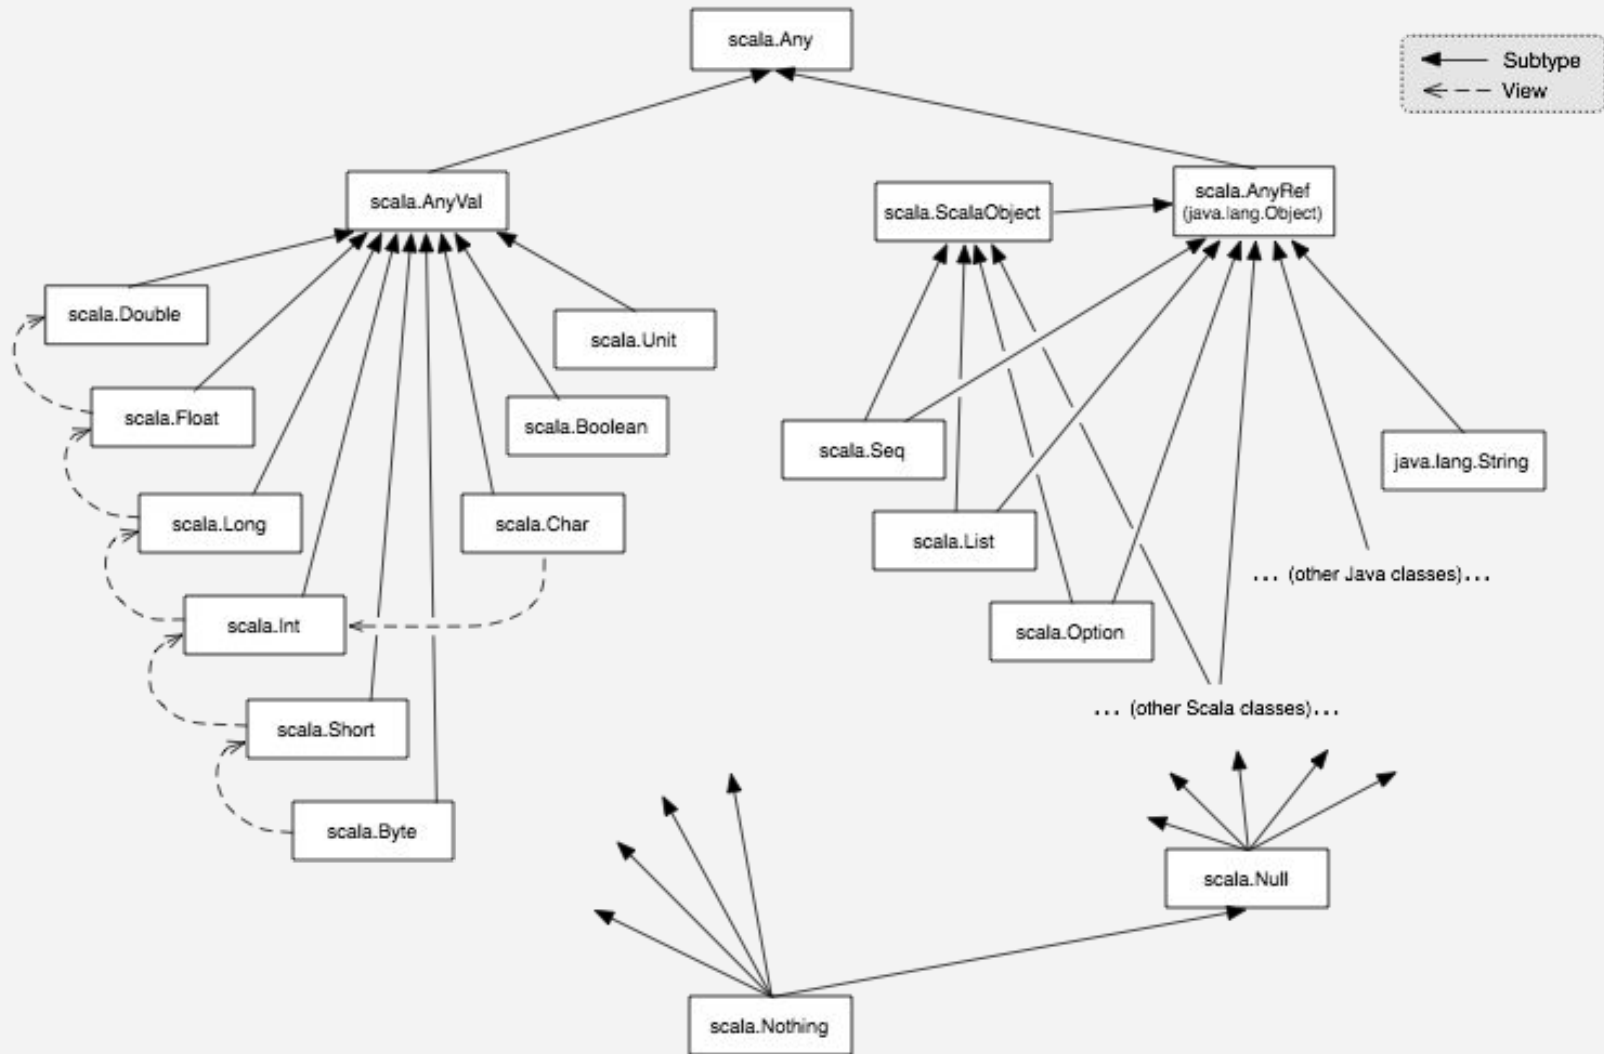 scala.Any
Subtype
View
scala.AnyVal
scala.ScalaObject
scala.AnyRef
(java.lang.Object)
scala.Double
scala.Unit
scala.Float
scala.Boolean
scala.Seq
java.lang.String
scala.Long
scala.Char
scala.List
... (other Java classes)...
scala.Int
scala.Option
... (other Scala classes)...
scala.Short
scala.Byte
scala.Null
scala.Nothing